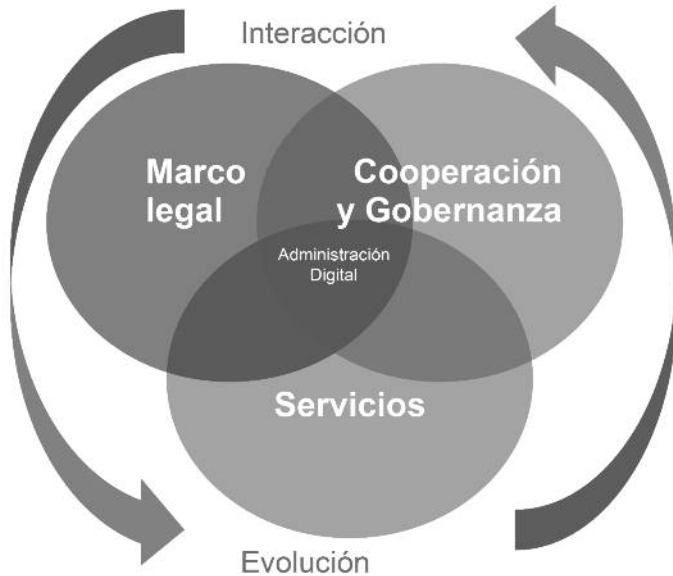 Interacción
Marco
legal
Cooperación
y Gobernanza
Administración
Digital
Servicios
Evolución